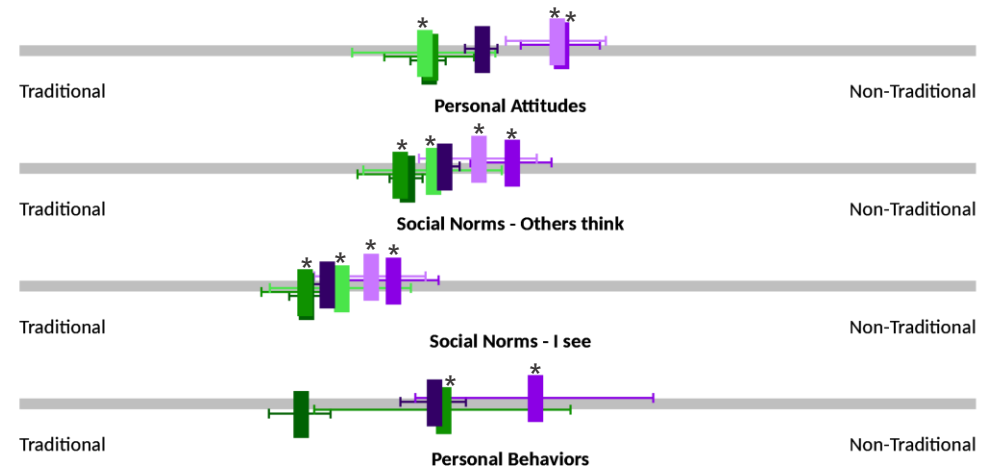 * * *
Traditional Non-Traditional
Personal Attitudes
* * * *
Traditional Non-Traditional
Social Norms - Others think
* * * *
Traditional Non-Traditional
Social Norms - I see
* *
Traditional Non-Traditional
Personal Behaviors